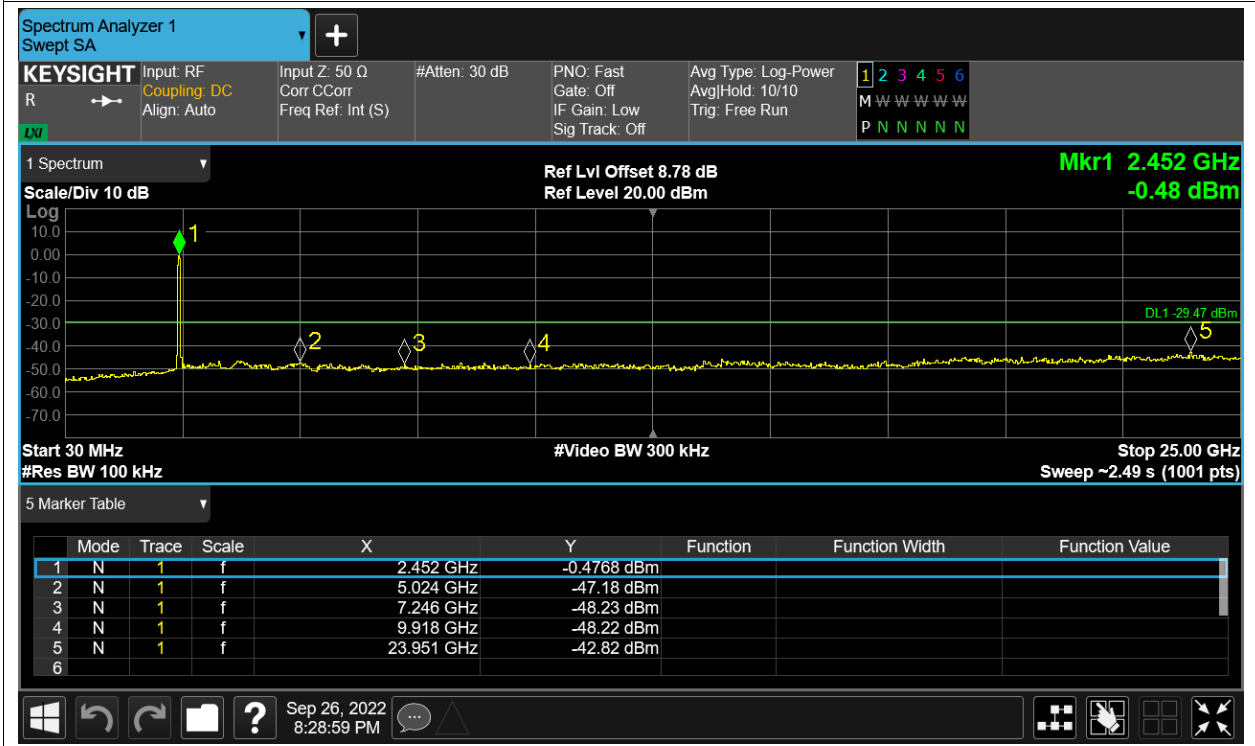 Spectrum Analyzer 1
Swept SA
KEYSIGHT
R
LXI
Input: RF
Coupling: DC
Align: Auto
Input Z: 50 Ω
Corr CCorr
Freq Ref: Int (S)
#Atten: 30 dB
PNO: Fast
Gate: Off
IF Gain: Low
Sig Track: Off
Avg Type: Log-Power
Avg|Hold: 10/10
Trig: Free Run
1 2 3 4 5 6
M W W W W W
P N N N N N
1 Spectrum
Scale/Div 10 dB
Ref Lvl Offset 8.78 dB
Ref Level 20.00 dBm
Mkr1 2.452 GHz
-0.48 dBm
Log
10.0
0.00
-10.0
-20.0
-30.0
-40.0
-50.0
-60.0
-70.0
1
2
3
4
5
DL1 -29.47 dBm
Start 30 MHz
#Res BW 100 kHz
#Video BW 300 kHz
Stop 25.00 GHz
Sweep ~2.49 s (1001 pts)
5 Marker Table
Mode Trace Scale X Y Function Function Width Function Value
1 N 1 f 2.452 GHz -0.4768 dBm
2 N 1 f 5.024 GHz -47.18 dBm
3 N 1 f 7.246 GHz -48.23 dBm
4 N 1 f 9.918 GHz -48.22 dBm
5 N 1 f 23.951 GHz -42.82 dBm
6
?
Sep 26, 2022
8:28:59 PM